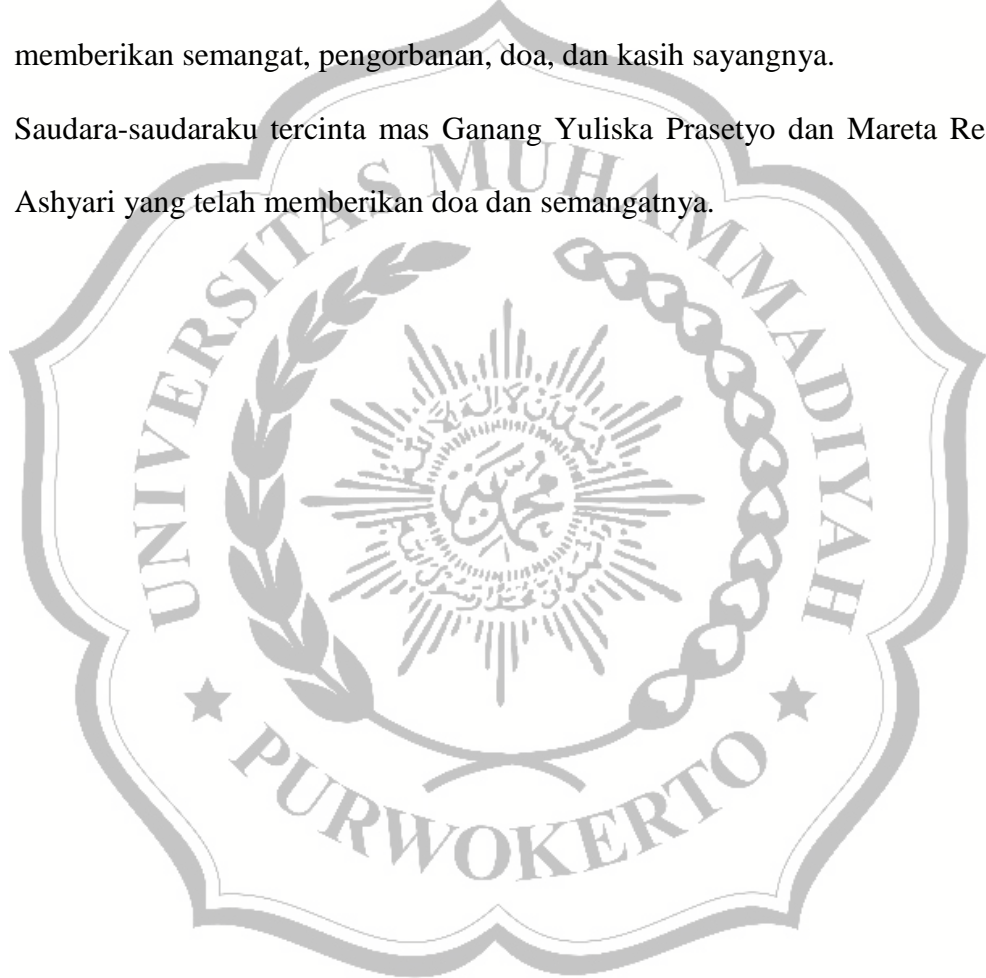 memberikan semangat, pengorbanan, doa, dan kasih sayangnya.
Saudara-saudaraku tercinta mas Ganang Yuliska Prasetyo dan Mareta Re
Ashyari yang telah memberikan doa dan semangatnya.
UNIVERSITAS MUHAMMADIYAH
محمد
PURWOKERTO